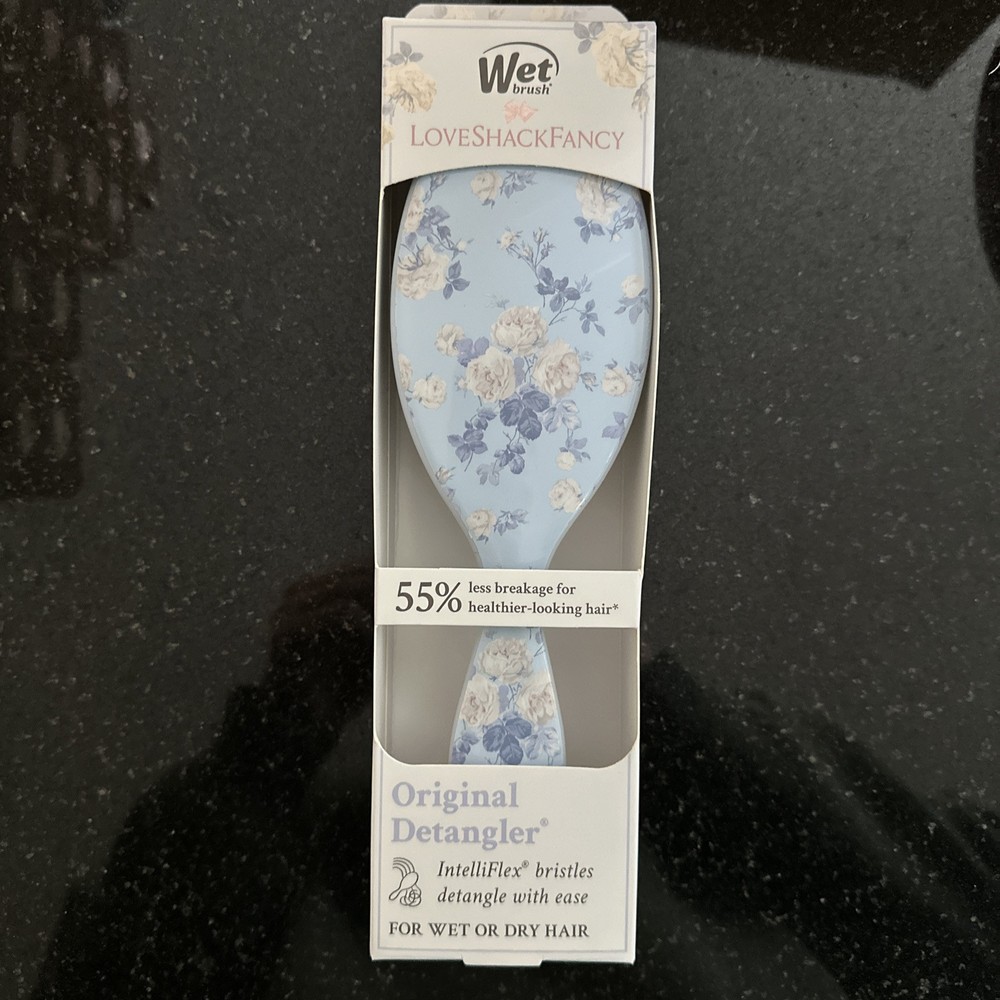 Wet
brush®
LOVESHACKFANCY
55% less breakage for
healthier-looking hair*
Original
Detangler®
IntelliFlex® bristles
detangle with ease
FOR WET OR DRY HAIR